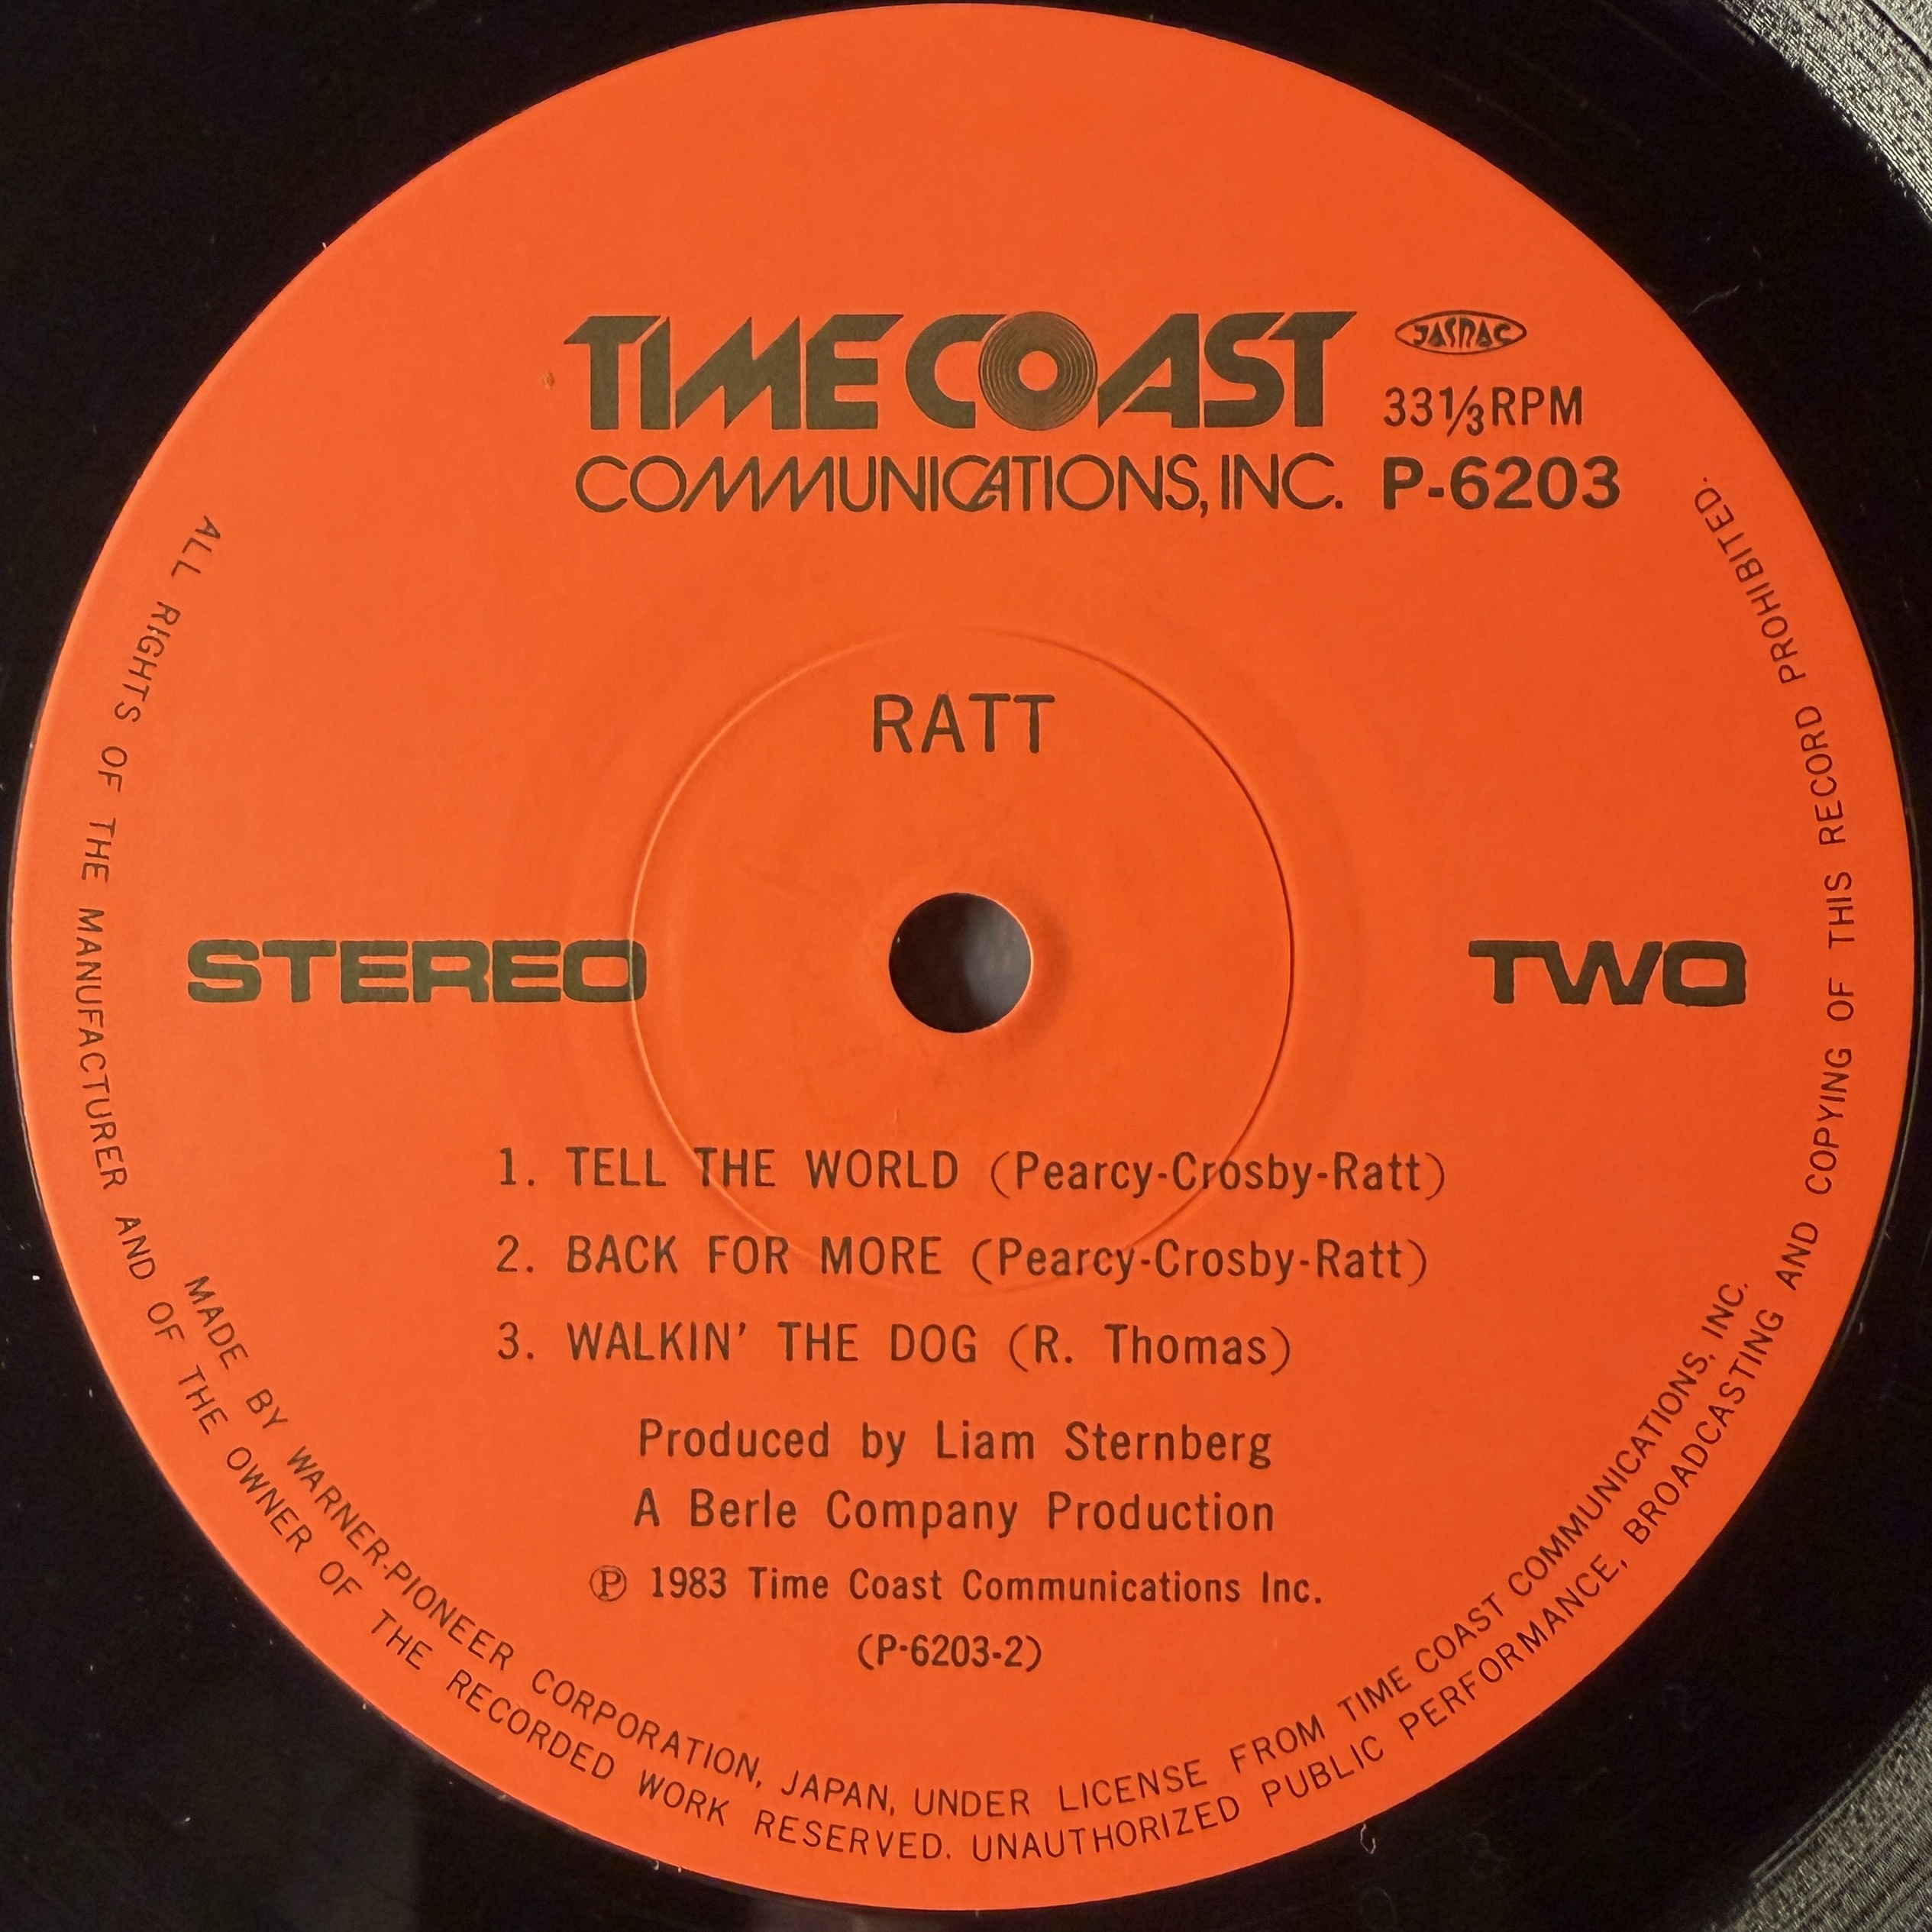 TIME COAST
COMMUNICATIONS, INC.
JASRAC
33 1/3 RPM
P-6203
RATT
STEREO
TWO
1. TELL THE WORLD (Pearcy-Crosby-Ratt)
2. BACK FOR MORE (Pearcy-Crosby-Ratt)
3. WALKIN' THE DOG (R. Thomas)
Produced by Liam Sternberg
A Berle Company Production
℗ 1983 Time Coast Communications Inc.
(P-6203-2)
MADE BY WARNER-PIONEER CORPORATION, JAPAN, UNDER LICENSE FROM TIME COAST COMMUNICATIONS, INC.
ALL RIGHTS OF THE MANUFACTURER AND OF THE OWNER OF THE RECORDED WORK RESERVED. UNAUTHORIZED PUBLIC PERFORMANCE, BROADCASTING AND COPYING OF THIS RECORD PROHIBITED.